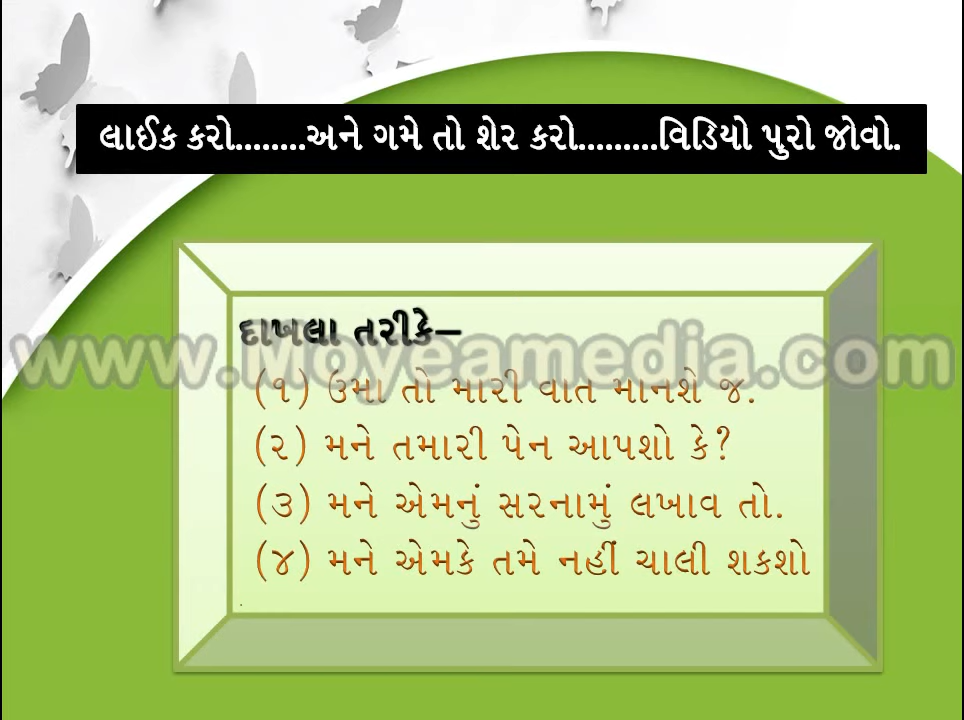 લાઈક કરો........અને ગમે તો શેર કરો.........વિડિયો પુરો જોવો.
દાખલા તરીકે–
www.Moyeamedia.com
(૧) ઉમા તો મારી વાત માનશે જ.
(૨) મને તમારી પેન આપશો કે?
(૩) મને એમનું સરનામું લખાવ તો.
(૪) મને એમકે તમે નહીં ચાલી શકશો
.